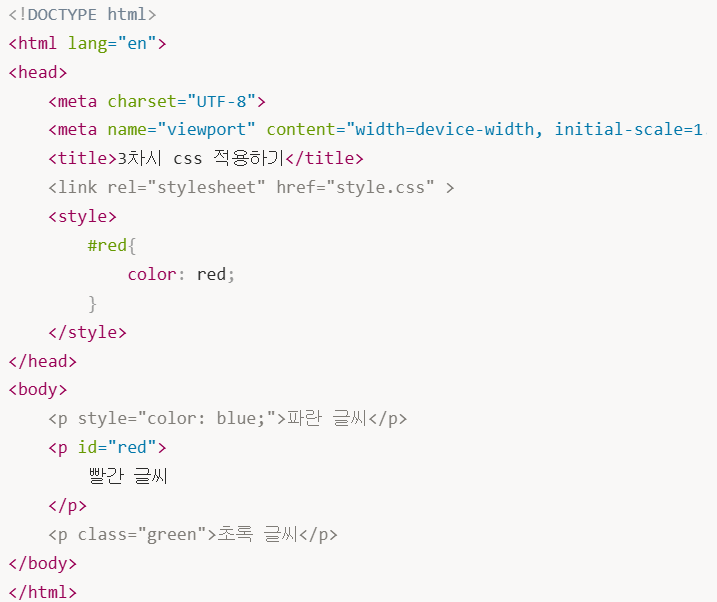 <!DOCTYPE html>
<html lang="en">
<head>
    <meta charset="UTF-8">
    <meta name="viewport" content="width=device-width, initial-scale=1.
    <title>3차시 css 적용하기</title>
    <link rel="stylesheet" href="style.css" >
    <style>
        #red{
            color: red;
        }
    </style>
</head>
<body>
    <p style="color: blue;">파란 글씨</p>
    <p id="red">
        빨간 글씨
    </p>
    <p class="green">초록 글씨</p>
</body>
</html>